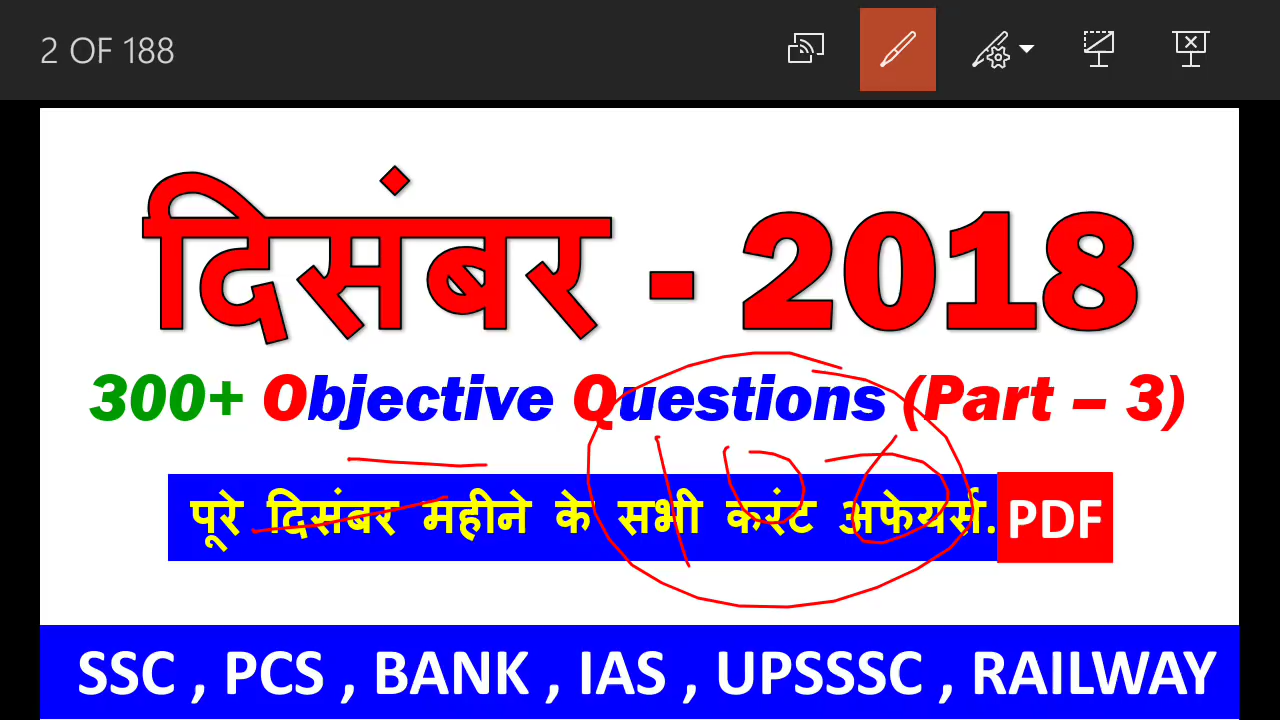 2 OF 188
दिसंबर - 2018
300+ Objective Questions (Part – 3)
पूरे दिसंबर महीने के सभी करंट अफेयर्स. PDF
SSC , PCS , BANK , IAS , UPSSSC , RAILWAY